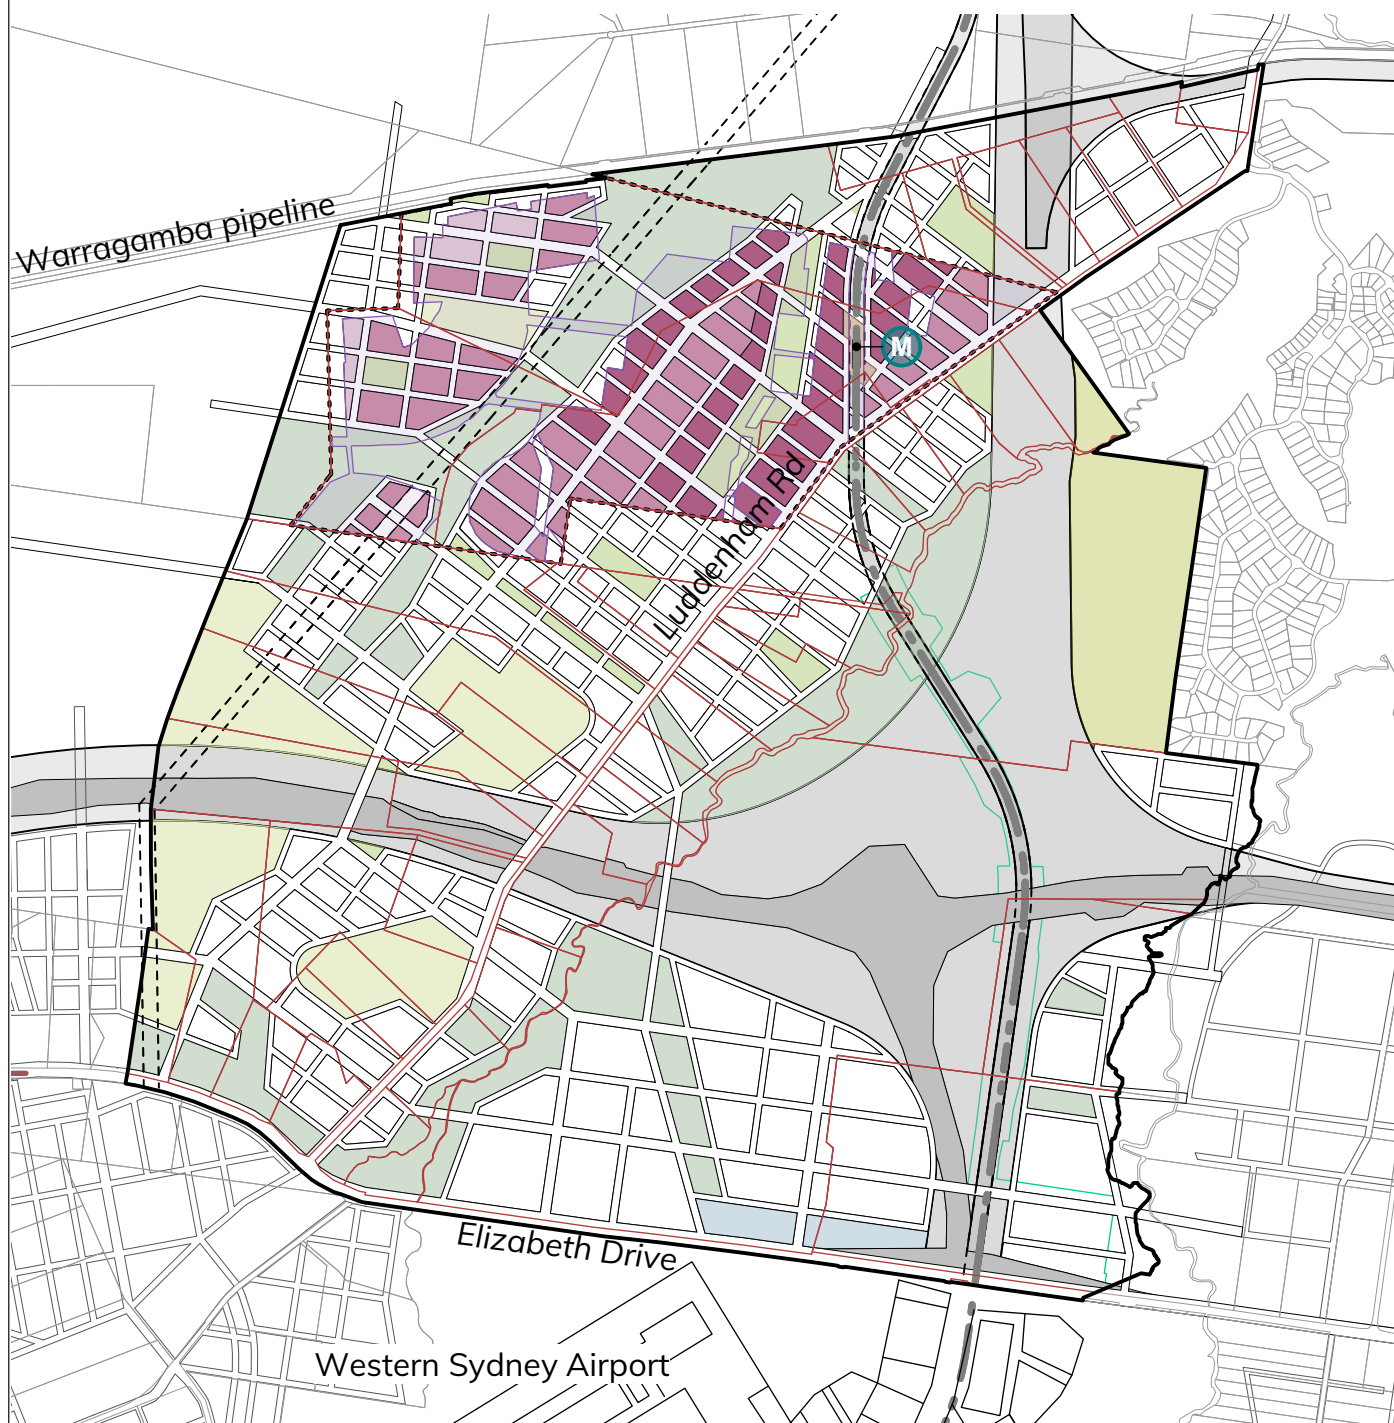 Warragamba pipeline
M
Luddenham Rd
Elizabeth Drive
Western Sydney Airport